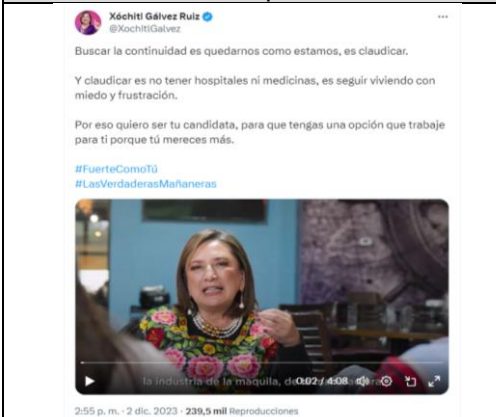 Xóchitl Gálvez Ruiz
@XochitlGalvez
Buscar la continuidad es quedarnos como estamos, es claudicar.
Y claudicar es no tener hospitales ni medicinas, es seguir viviendo con
miedo y frustración.
Por eso quiero ser tu candidata, para que tengas una opción que trabaje
para ti porque tú mereces más.
#FuerteComoTú
#LasVerdaderasMañaneras
la industria de la maquila, de
0:02 / 4:08
2:55 p. m. · 2 dic. 2023 · 239,5 mil Reproducciones